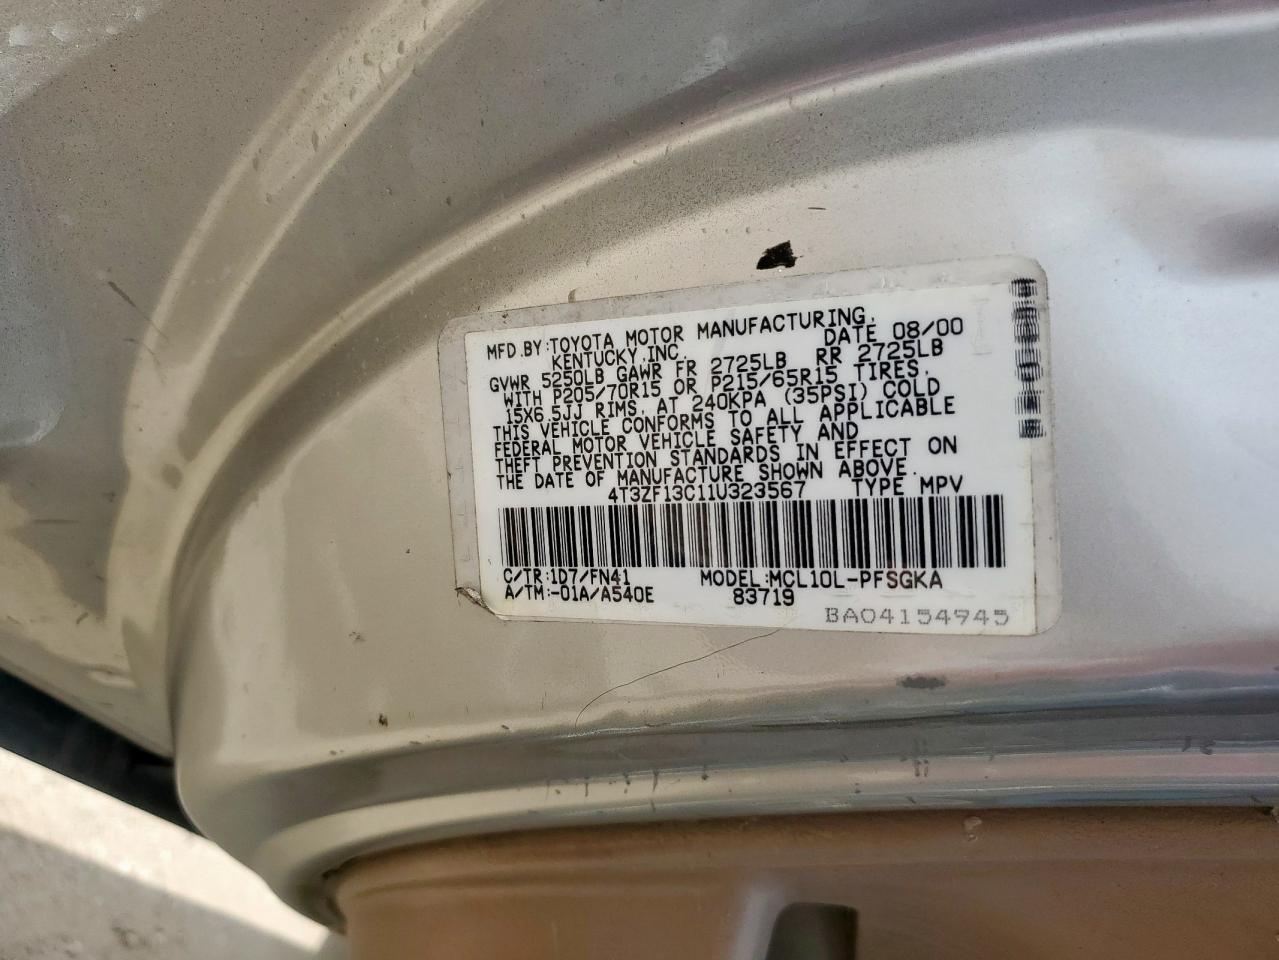 MFD.BY:TOYOTA MOTOR MANUFACTURING,
KENTUCKY,INC. DATE 08/00
GVWR 5250LB GAWR FR 2725LB RR 2725LB
WITH P205/70R15 OR P215/65R15 TIRES,
15X6.5JJ RIMS, AT 240KPA (35PSI) COLD
THIS VEHICLE CONFORMS TO ALL APPLICABLE
FEDERAL MOTOR VEHICLE SAFETY AND
THEFT PREVENTION STANDARDS IN EFFECT ON
THE DATE OF MANUFACTURE SHOWN ABOVE.
4T3ZF13C11U323567 TYPE MPV
C/TR:1D7/FN41 MODEL:MCL10L-PFSGKA
A/TM:-01A/A540E 83719
BA04154945